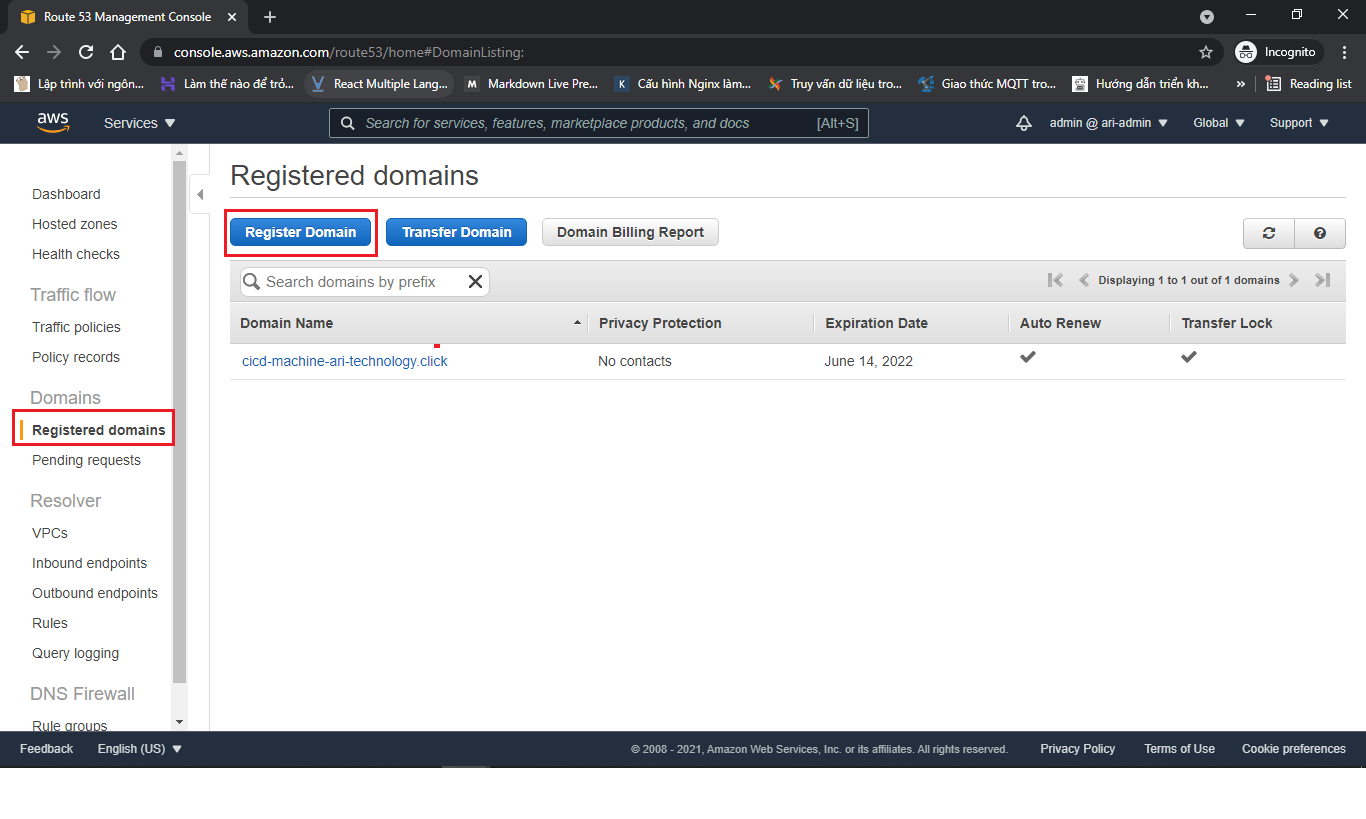 Route 53 Management Console
console.aws.amazon.com/route53/home#DomainListing:
Incognito
Lập trình với ngôn... Làm thế nào để trỏ... React Multiple Lang... Markdown Live Pre... Cấu hình Nginx làm... Truy vấn dữ liệu tro... Giao thức MQTT tro... Hướng dẫn triển kh... » Reading list
aws Services Search for services, features, marketplace products, and docs [Alt+S] admin @ ari-admin Global Support
Dashboard
Hosted zones
Health checks
Traffic flow
Traffic policies
Policy records
Domains
Registered domains
Pending requests
Resolver
VPCs
Inbound endpoints
Outbound endpoints
Rules
Query logging
DNS Firewall
Rule groups
Registered domains
Register Domain Transfer Domain Domain Billing Report
Search domains by prefix Displaying 1 to 1 out of 1 domains
Domain Name Privacy Protection Expiration Date Auto Renew Transfer Lock
cicd-machine-ari-technology.click No contacts June 14, 2022
Feedback English (US) © 2008 - 2021, Amazon Web Services, Inc. or its affiliates. All rights reserved. Privacy Policy Terms of Use Cookie preferences